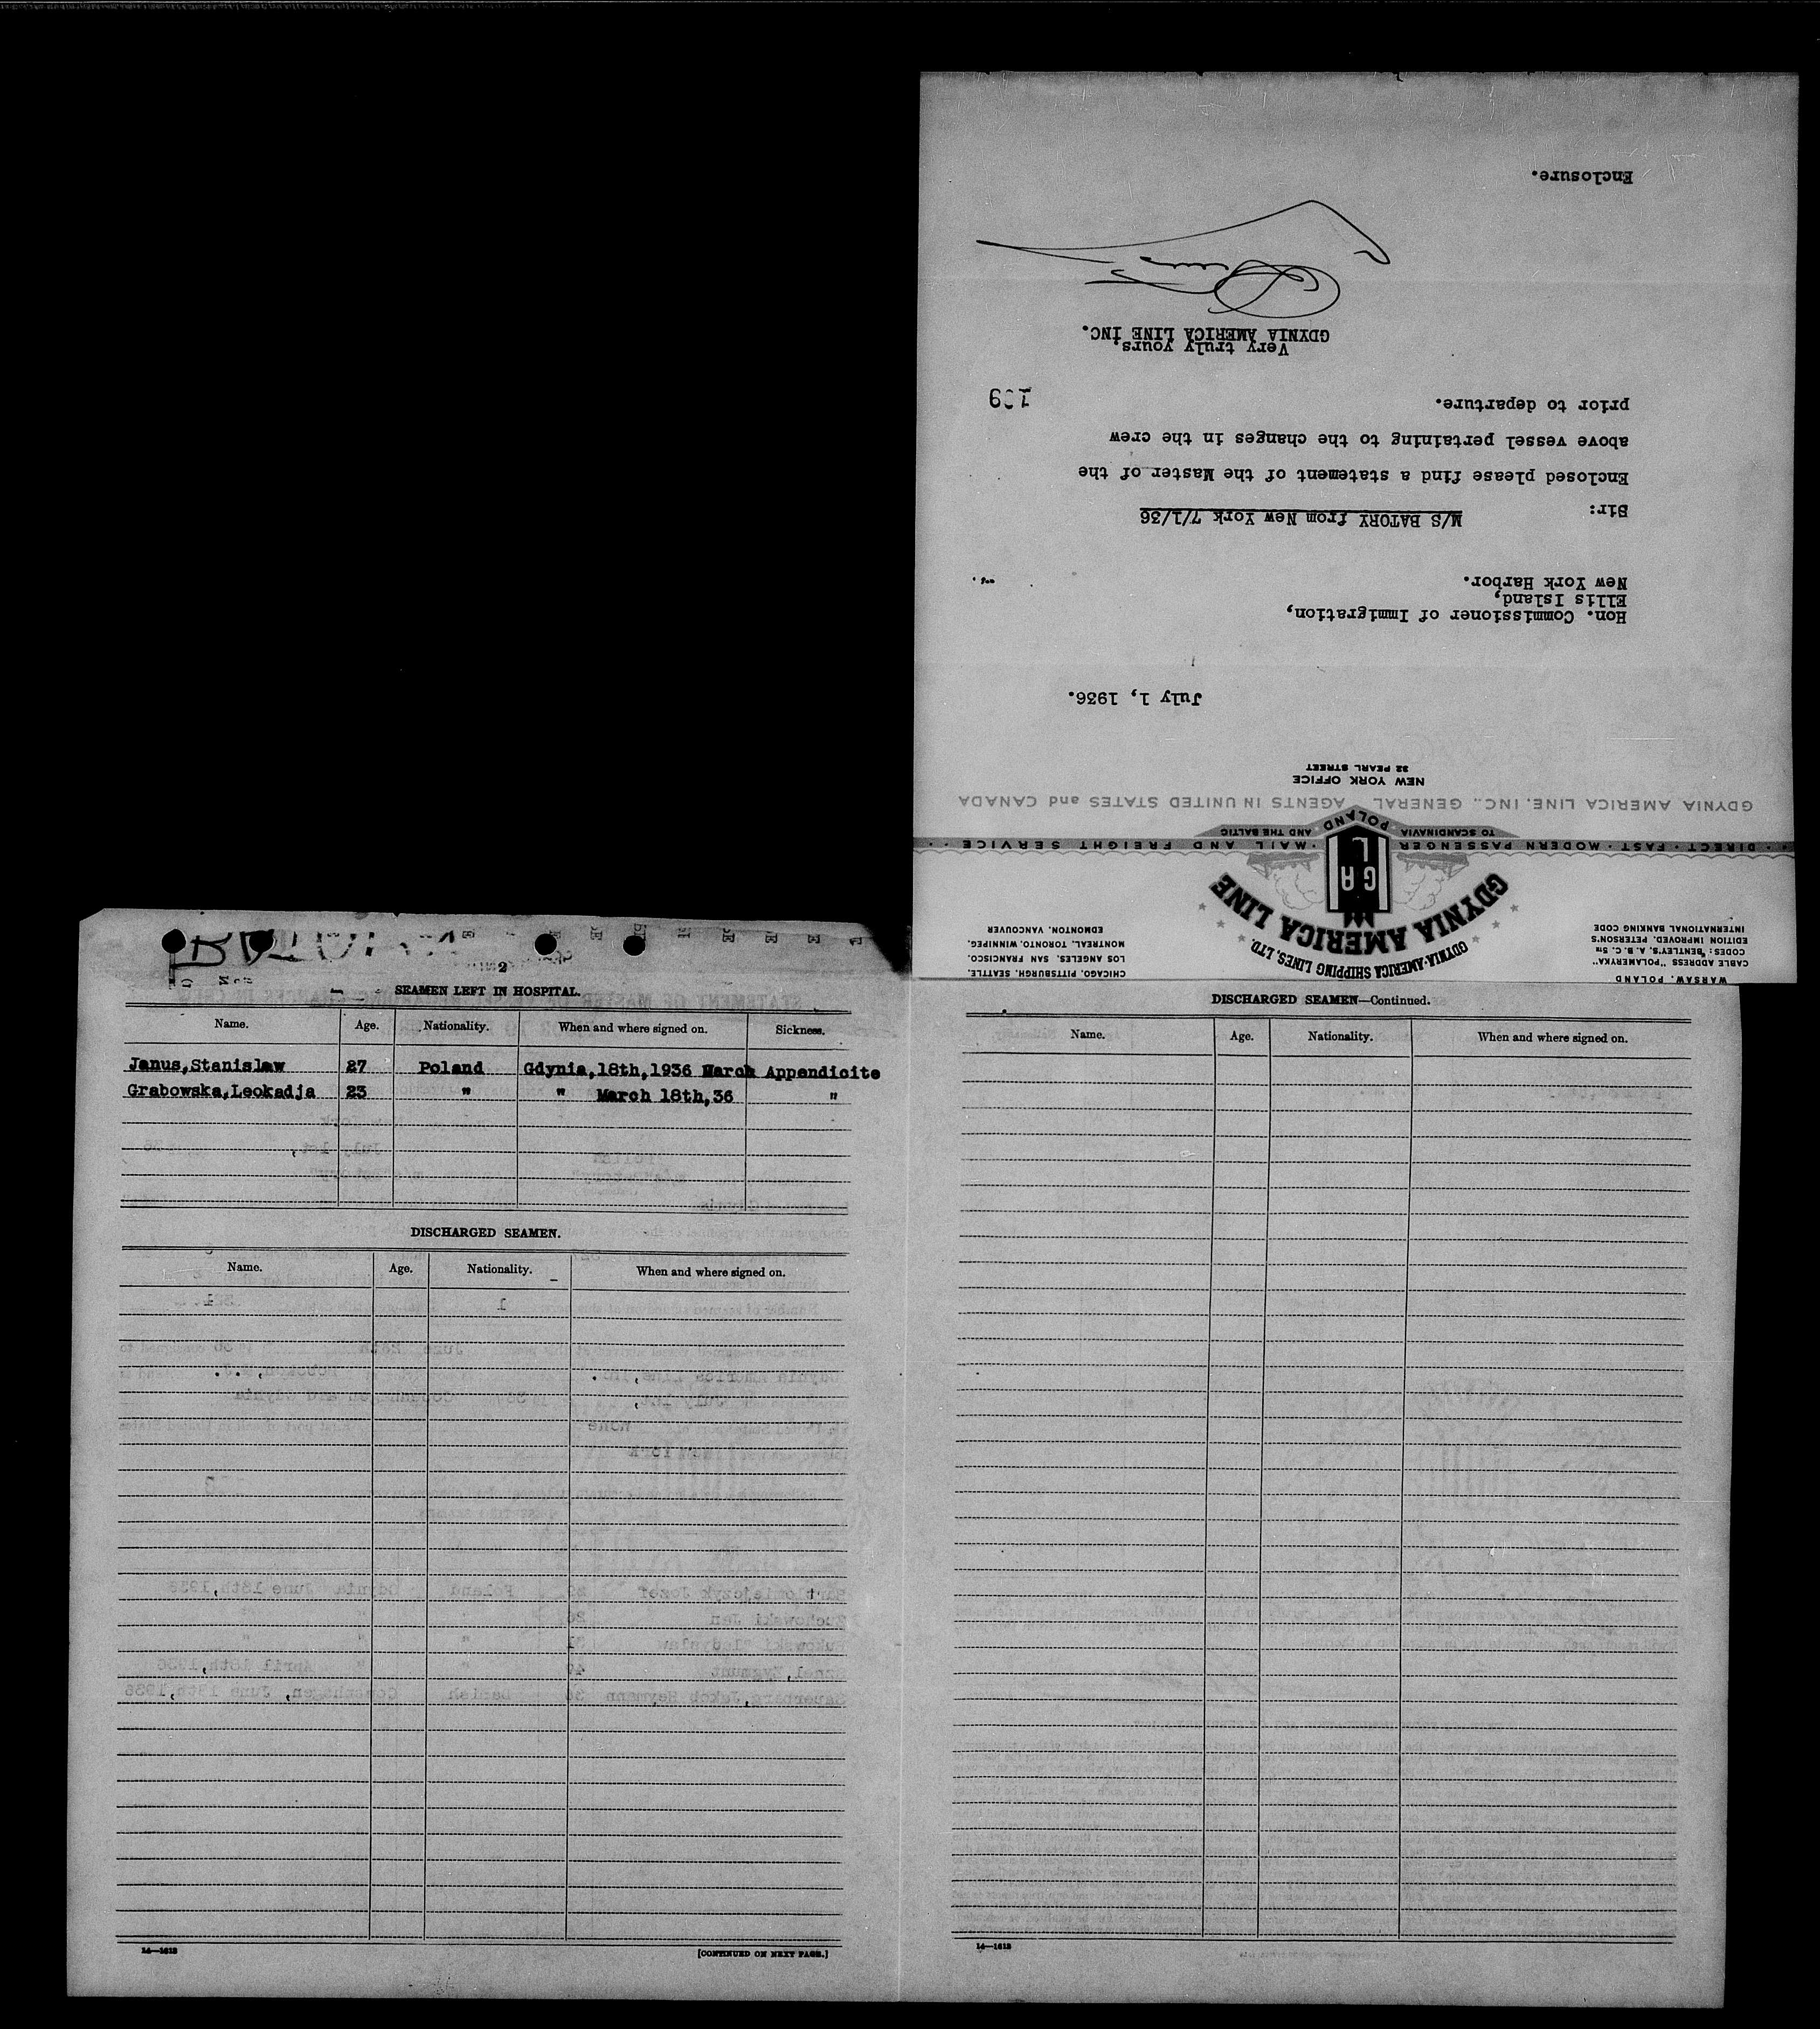 WARSAW, POLAND
CABLE ADDRESS "POLAMERYKA"
CODES: BENTLEY'S, A. B. C. 5TH
EDITION IMPROVED, PETERSON'S
INTERNATIONAL BANKING CODE
GDYNIA-AMERICA SHIPPING LINES, LTD.
GDYNIA AMERICA LINE
G A
L
CHICAGO, PITTSBURGH, SEATTLE,
LOS ANGELES, SAN FRANCISCO.
MONTREAL, TORONTO, WINNIPEG,
EDMONTON, VANCOUVER
DIRECT · FAST · MODERN PASSENGER · MAIL AND FREIGHT SERVICE
TO SCANDINAVIA POLAND AND THE BALTIC
GDYNIA AMERICA LINE, INC., GENERAL AGENTS IN UNITED STATES and CANADA
NEW YORK OFFICE
32 PEARL STREET
July 1, 1936.
Hon. Commissioner of Immigration,
Ellis Island,
New York Harbor.
M/S BATORY from New York 7/1/36
Sir:
Enclosed please find a statement of the Master of the
above vessel pertaining to the changes in the crew
prior to departure.
Very truly yours,
GDYNIA AMERICA LINE INC.
Enclosure.
2
SEAMEN LEFT IN HOSPITAL.
Name. Age. Nationality. When and where signed on. Sickness.
Janus,Stanislaw 27 Poland Gdynia,18th,1936 March Appendicite
Grabowska,Leokadja 23 " " March 18th,36 "
DISCHARGED SEAMEN.
Name. Age. Nationality. When and where signed on.
14—1613
[CONTINUED ON NEXT PAGE.]
DISCHARGED SEAMEN—Continued.
Name. Age. Nationality. When and where signed on.
14—1613